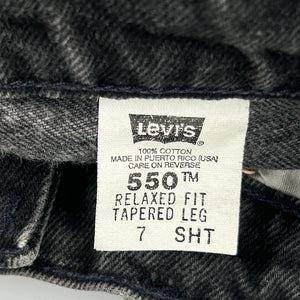 Levi's
100% COTTON
MADE IN PUERTO RICO (USA)
CARE ON REVERSE
550™
RELAXED FIT
TAPERED LEG
7 SHT